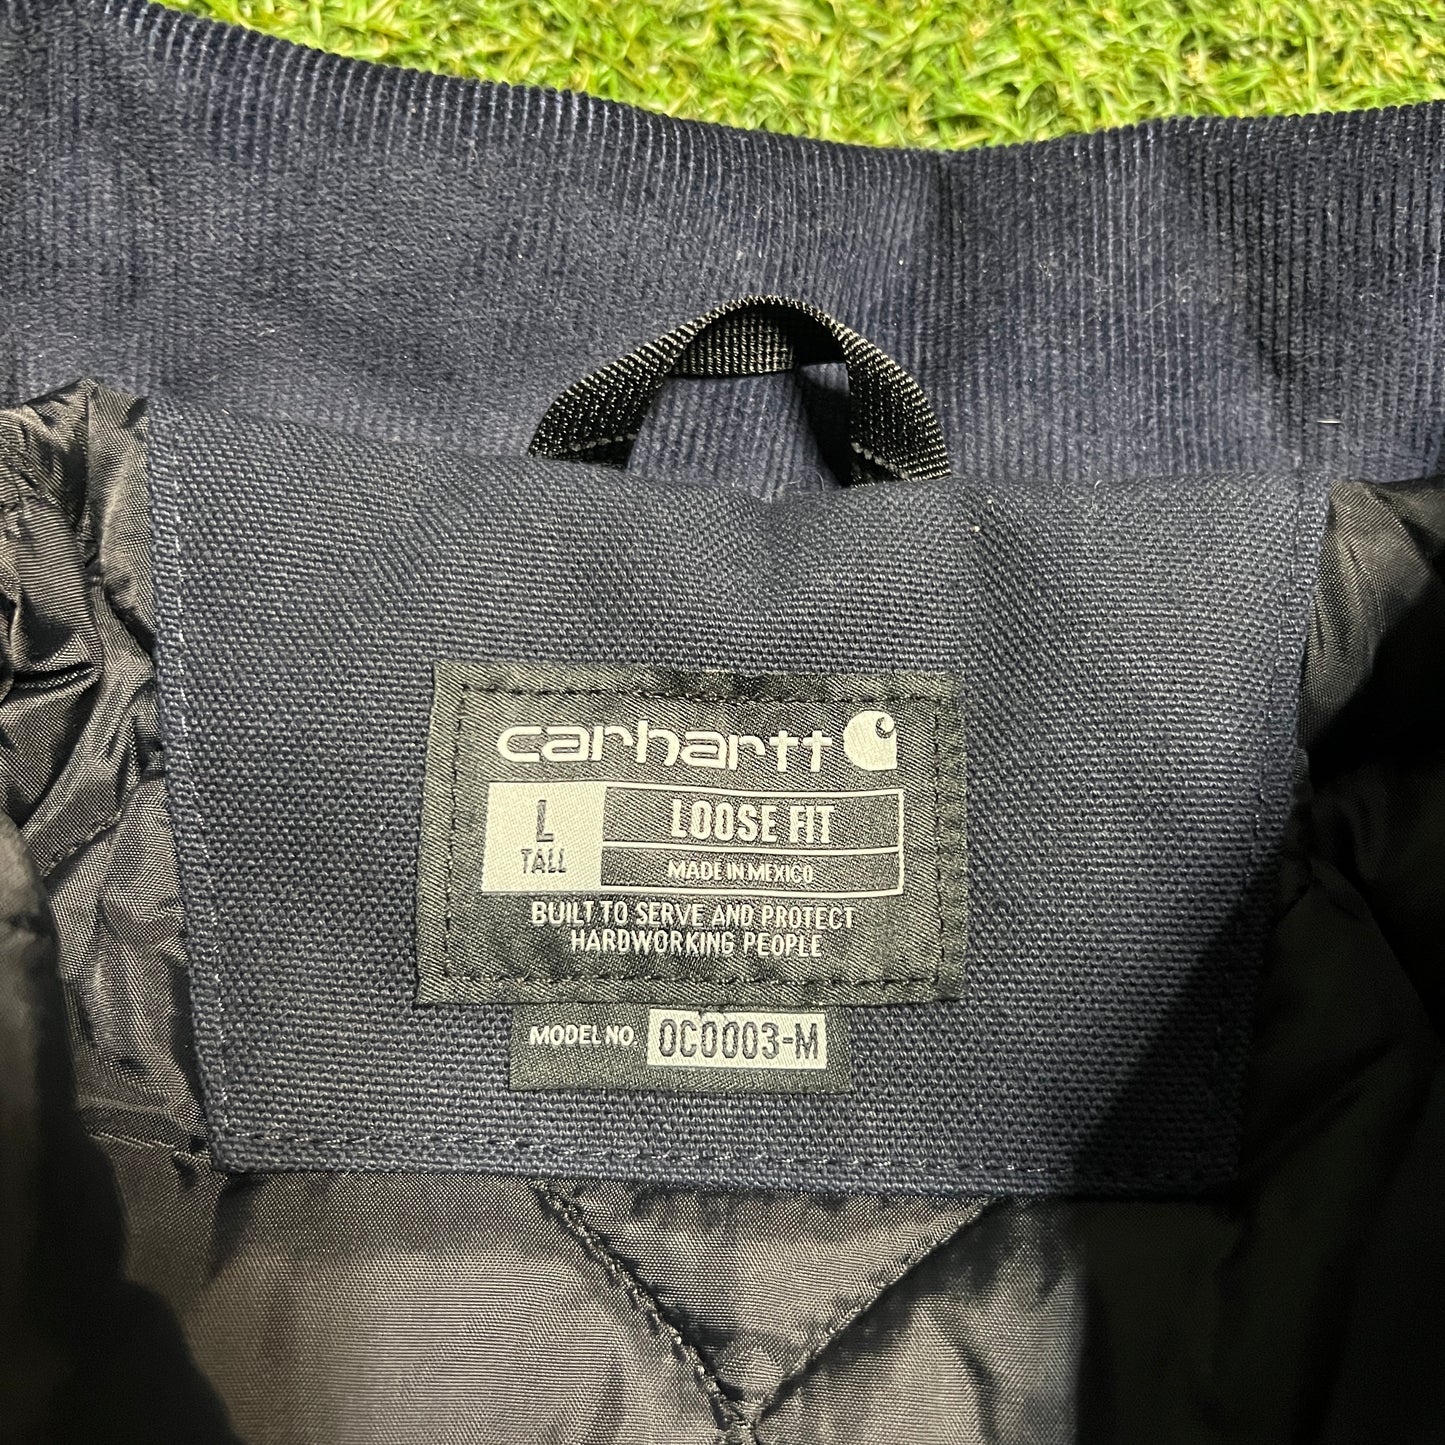 carhartt
L
TALL
LOOSE FIT
MADE IN MEXICO
BUILT TO SERVE AND PROTECT
HARDWORKING PEOPLE
MODEL NO. OC0003-M